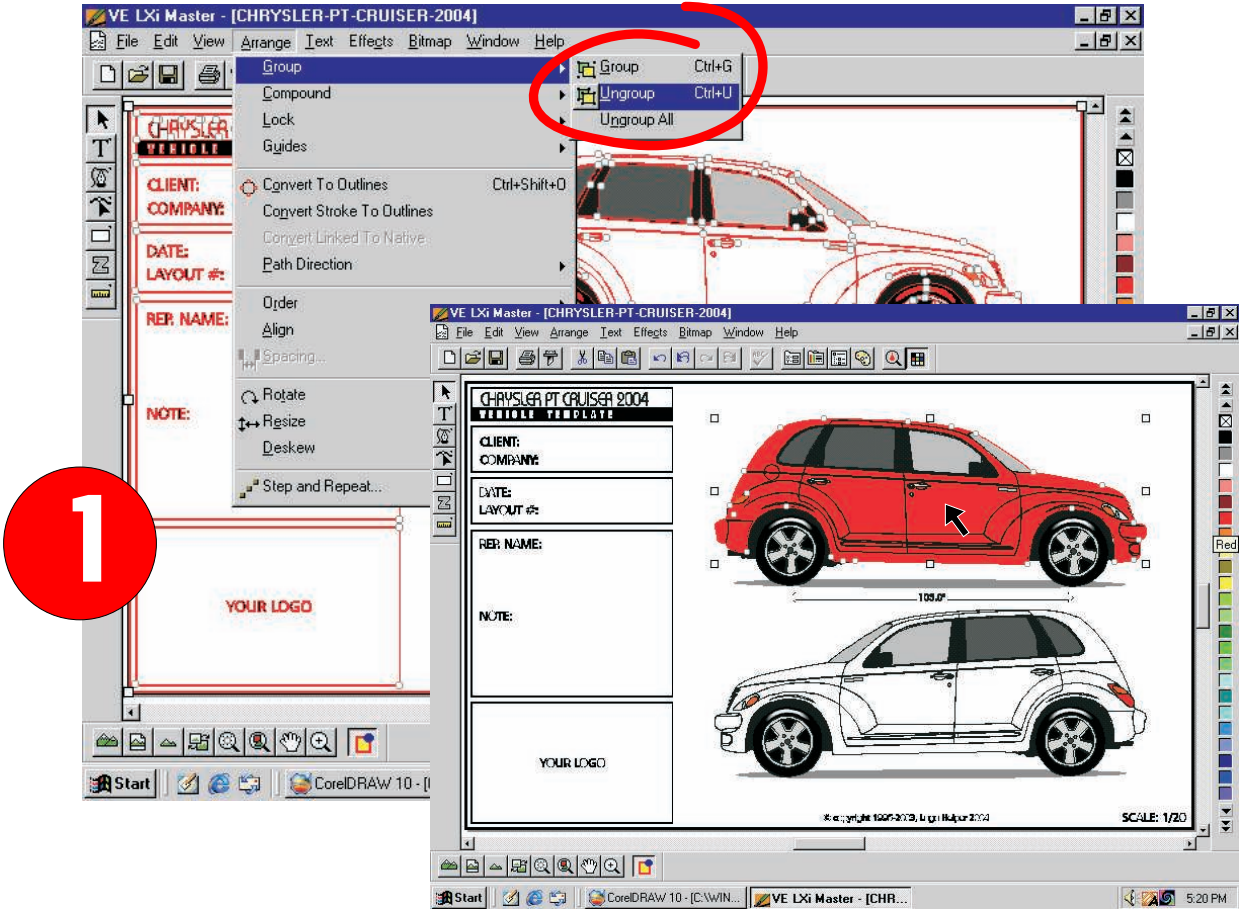 VE LXi Master - [CHRYSLER-PT-CRUISER-2004]
File Edit View Arrange Text Effects Bitmap Window Help
Group
Compound
Lock
Guides
Convert To Outlines Ctrl+Shift+O
Convert Stroke To Outlines
Convert Linked To Native
Path Direction
Order
Align
Spacing...
Rotate
Resize
Deskew
Step and Repeat...
Group Ctrl+G
Ungroup Ctrl+U
Ungroup All
CHRYSLER
VEHICLE
CLIENT:
COMPANY:
DATE:
LAYOUT #:
REP. NAME:
NOTE:
YOUR LOGO
1
Start CorelDRAW 10 - [
VE LXi Master - [CHRYSLER-PT-CRUISER-2004]
File Edit View Arrange Text Effects Bitmap Window Help
CHRYSLER PT CRUISER 2004
VEHICLE TEMPLATE
CLIENT:
COMPANY:
DATE:
LAYOUT #:
REP. NAME:
NOTE:
YOUR LOGO
103.0"
Red
SCALE: 1/20
Start CorelDRAW 10 - [C:\WIN... VE LXi Master - [CHR... 5:20 PM